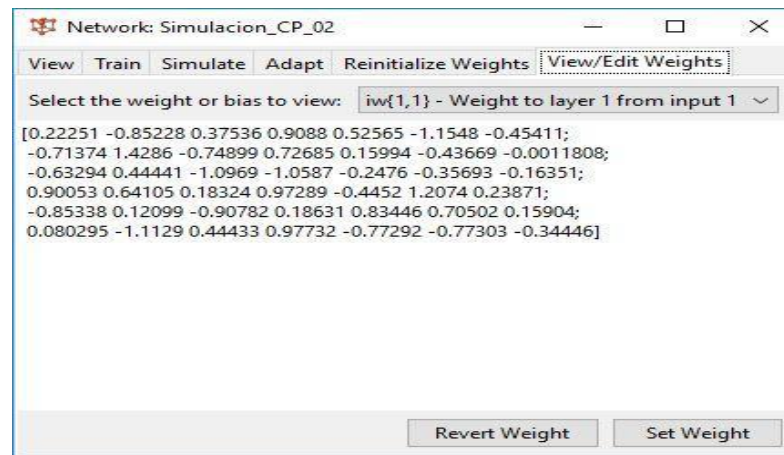 Network: Simulacion_CP_02
View Train Simulate Adapt Reinitialize Weights View/Edit Weights
Select the weight or bias to view: iw{1,1} - Weight to layer 1 from input 1
[0.22251 -0.85228 0.37536 0.9088 0.52565 -1.1548 -0.45411;
-0.71374 1.4286 -0.74899 0.72685 0.15994 -0.43669 -0.0011808;
-0.63294 0.44441 -1.0969 -1.0587 -0.2476 -0.35693 -0.16351;
0.90053 0.64105 0.18324 0.97289 -0.4452 1.2074 0.23871;
-0.85338 0.12099 -0.90782 0.18631 0.83446 0.70502 0.15904;
0.080295 -1.1129 0.44433 0.97732 -0.77292 -0.77303 -0.34446]
Revert Weight Set Weight